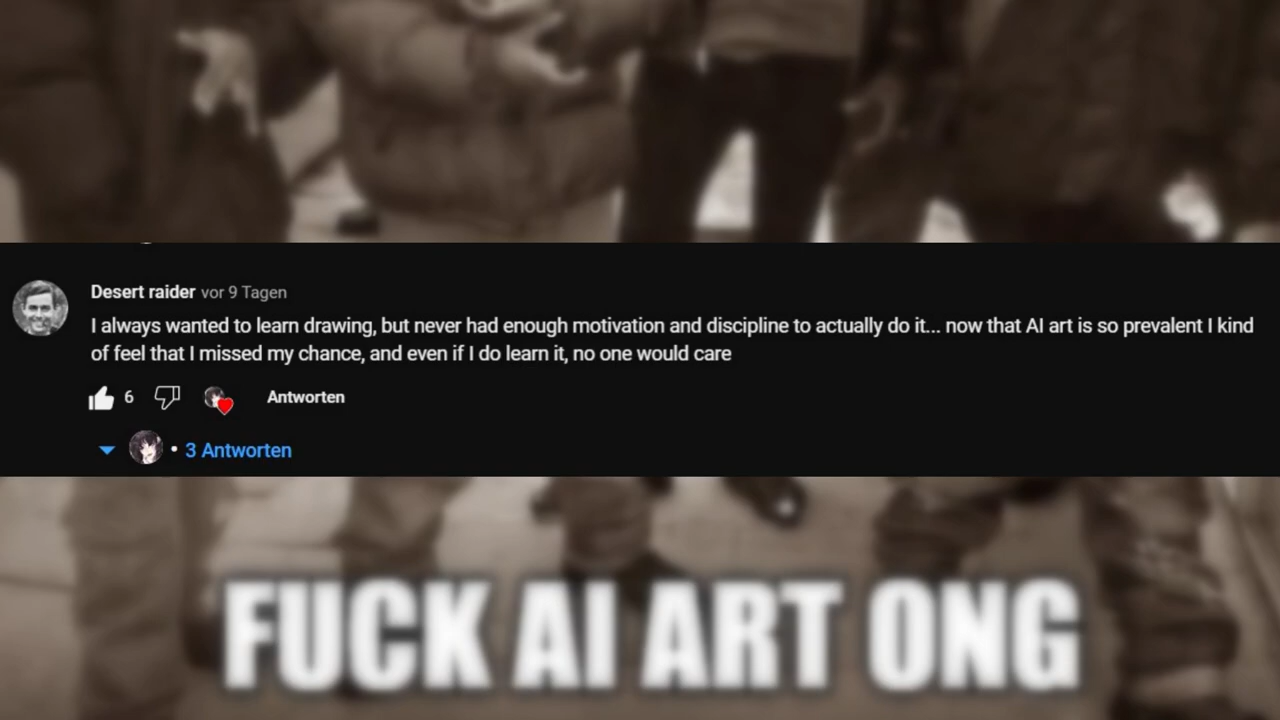 Desert raider vor 9 Tagen
I always wanted to learn drawing, but never had enough motivation and discipline to actually do it... now that AI art is so prevalent I kind
of feel that I missed my chance, and even if I do learn it, no one would care
6 Antworten
• 3 Antworten
FUCK AI ART ONG